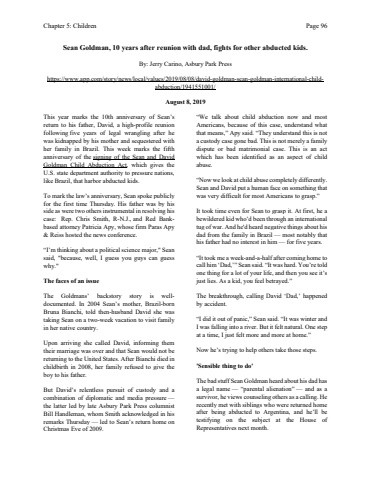 Chapter 5: Children
Page 96
Sean Goldman, 10 years after reunion with dad, fights for other abducted kids.
By: Jerry Carino, Asbury Park Press
https://www.app.com/story/news/local/values/2019/08/08/david-goldman-sean-goldman-international-child-
abduction/1941551001/
August 8, 2019
This year marks the 10th anniversary of Sean's
return to his father, David, a high-profile reunion
following five years of legal wrangling after he
was kidnapped by his mother and sequestered with
her family in Brazil. This week marks the fifth
anniversary of the signing of the Sean and David
Goldman Child Abduction Act, which gives the
U.S. state department authority to pressure nations,
like Brazil, that harbor abducted kids.
To mark the law's anniversary, Sean spoke publicly
for the first time Thursday. His father was by his
side as were two others instrumental in resolving his
case: Rep. Chris Smith, R-N.J., and Red Bank-
based attorney Patricia Apy, whose firm Paras Apy
& Reiss hosted the news conference.
"I'm thinking about a political science major," Sean
said, "because, well, I guess you guys can guess
why."
The faces of an issue
The Goldmans' backstory story is well-
documented. In 2004 Sean's mother, Brazil-born
Bruna Bianchi, told then-husband David she was
taking Sean on a two-week vacation to visit family
in her native country.
Upon arriving she called David, informing them
their marriage was over and that Sean would not be
returning to the United States. After Bianchi died in
childbirth in 2008, her family refused to give the
boy to his father.
But David's relentless pursuit of custody and a
combination of diplomatic and media pressure —
the latter led by late Asbury Park Press columnist
Bill Handleman, whom Smith acknowledged in his
remarks Thursday — led to Sean's return home on
Christmas Eve of 2009.
"We talk about child abduction now and most
Americans, because of this case, understand what
that means," Apy said. "They understand this is not
a custody case gone bad. This is not merely a family
dispute or bad matrimonial case. This is an act
which has been identified as an aspect of child
abuse.
"Now we look at child abuse completely differently.
Sean and David put a human face on something that
was very difficult for most Americans to grasp."
It took time even for Sean to grasp it. At first, he a
bewildered kid who'd been through an international
tug of war. And he'd heard negative things about his
dad from the family in Brazil — most notably that
his father had no interest in him — for five years.
"It took me a week-and-a-half after coming home to
call him 'Dad,'" Sean said. "It was hard. You're told
one thing for a lot of your life, and then you see it's
just lies. As a kid, you feel betrayed."
The breakthrough, calling David 'Dad,' happened
by accident.
"I did it out of panic," Sean said. "It was winter and
I was falling into a river. But it felt natural. One step
at a time, I just felt more and more at home."
Now he's trying to help others take those steps.
'Sensible thing to do'
The bad stuff Sean Goldman heard about his dad has
a legal name — "parental alienation" — and as a
survivor, he views counseling others as a calling. He
recently met with siblings who were returned home
after being abducted to Argentina, and he'll be
testifying on the subject at the House of
Representatives next month.